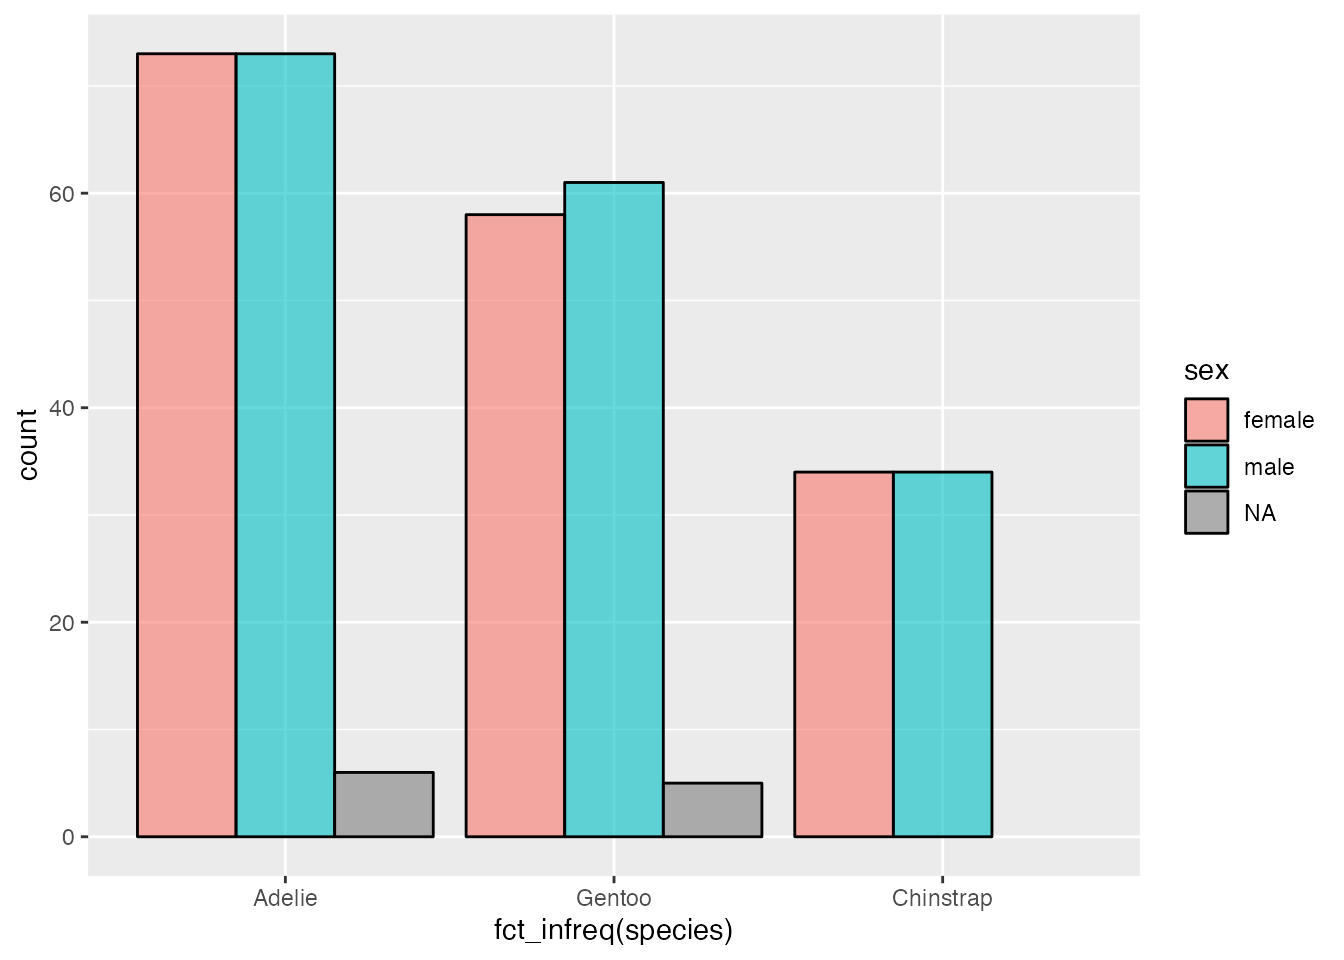 60
40
20
0
count
Adelie
Gentoo
Chinstrap
fct_infreq(species)
sex
female
male
NA